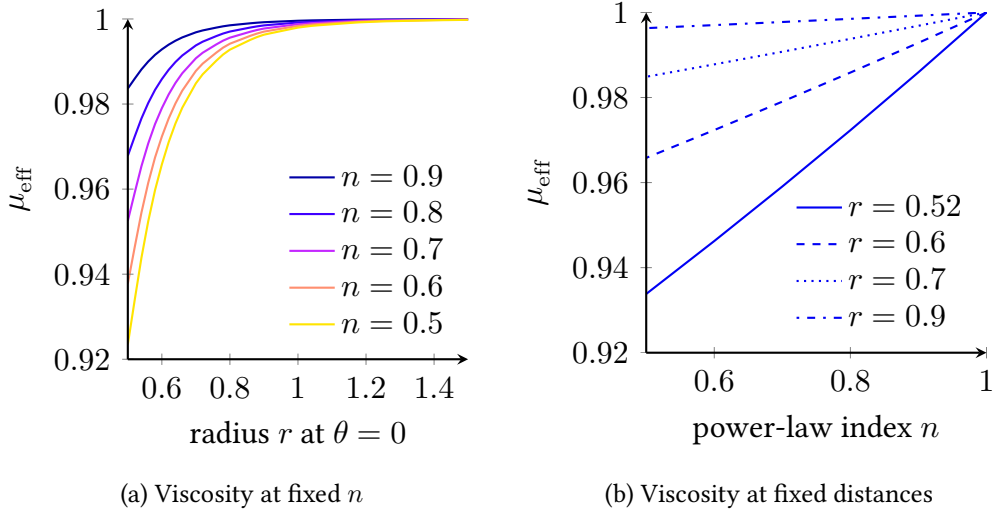 1
0.98
0.96
0.94
0.92
μeff
0.6
0.8
1
1.2
1.4
radius r at θ = 0
n = 0.9
n = 0.8
n = 0.7
n = 0.6
n = 0.5
(a) Viscosity at fixed n
1
0.98
0.96
0.94
0.92
μeff
0.6
0.8
1
power-law index n
r = 0.52
r = 0.6
r = 0.7
r = 0.9
(b) Viscosity at fixed distances